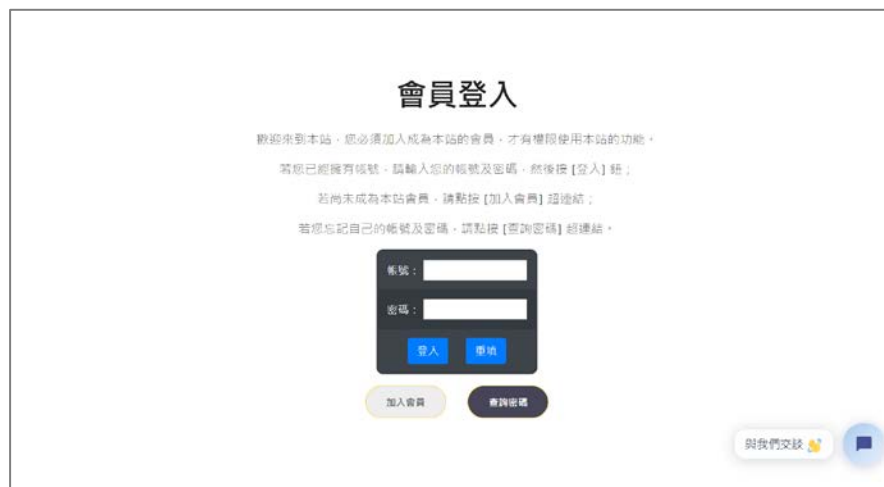 會員登入
歡迎來到本站，您必須加入成為本站的會員，才有權限使用本站的功能。
若您已經擁有帳號，請輸入您的帳號及密碼，然後按 [登入] 鈕；
若尚未成為本站會員，請點按 [加入會員] 超連結；
若您忘記自己的帳號及密碼，請點按 [查詢密碼] 超連結。
帳號：
密碼：
登入 重填
加入會員 查詢密碼
與我們交談 👋